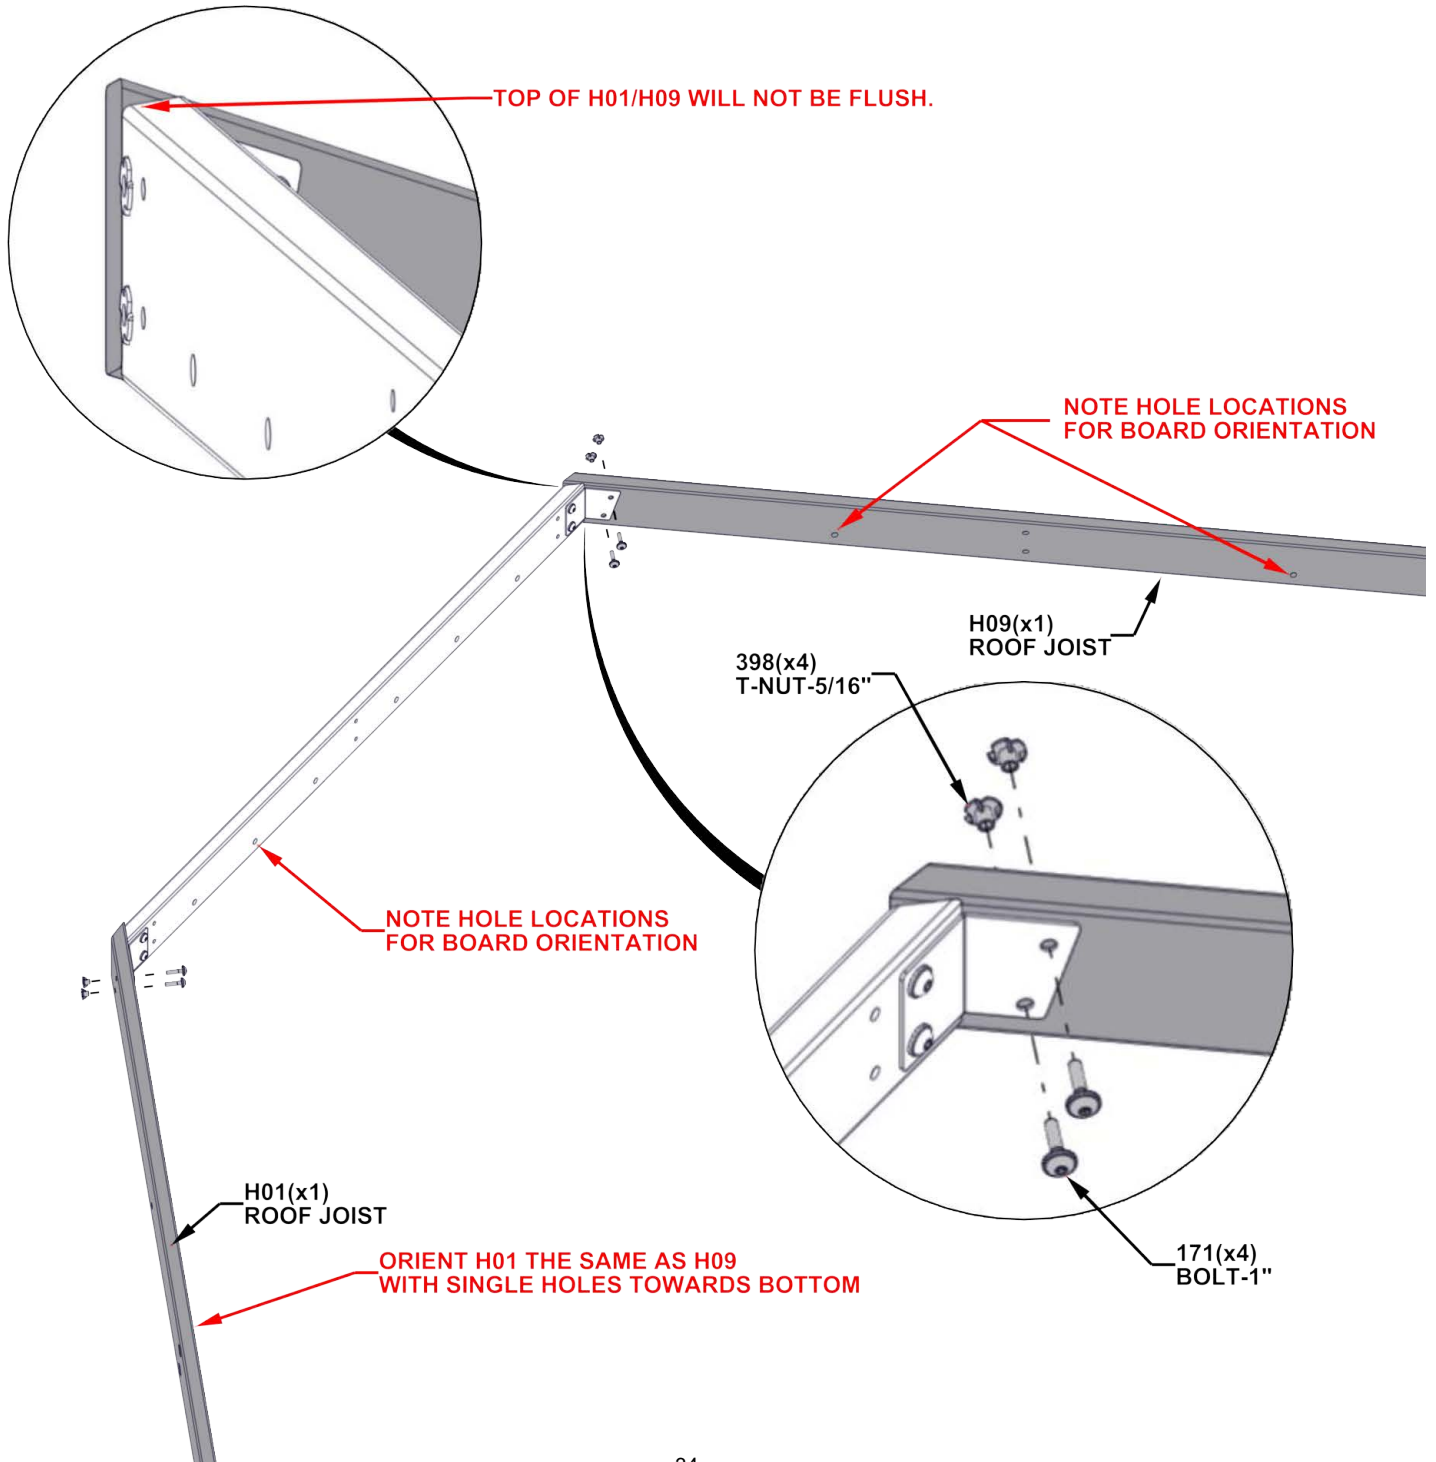 TOP OF H01/H09 WILL NOT BE FLUSH.
NOTE HOLE LOCATIONS
FOR BOARD ORIENTATION
H09(x1)
ROOF JOIST
398(x4)
T-NUT-5/16"
NOTE HOLE LOCATIONS
FOR BOARD ORIENTATION
H01(x1)
ROOF JOIST
ORIENT H01 THE SAME AS H09
WITH SINGLE HOLES TOWARDS BOTTOM
171(x4)
BOLT-1"